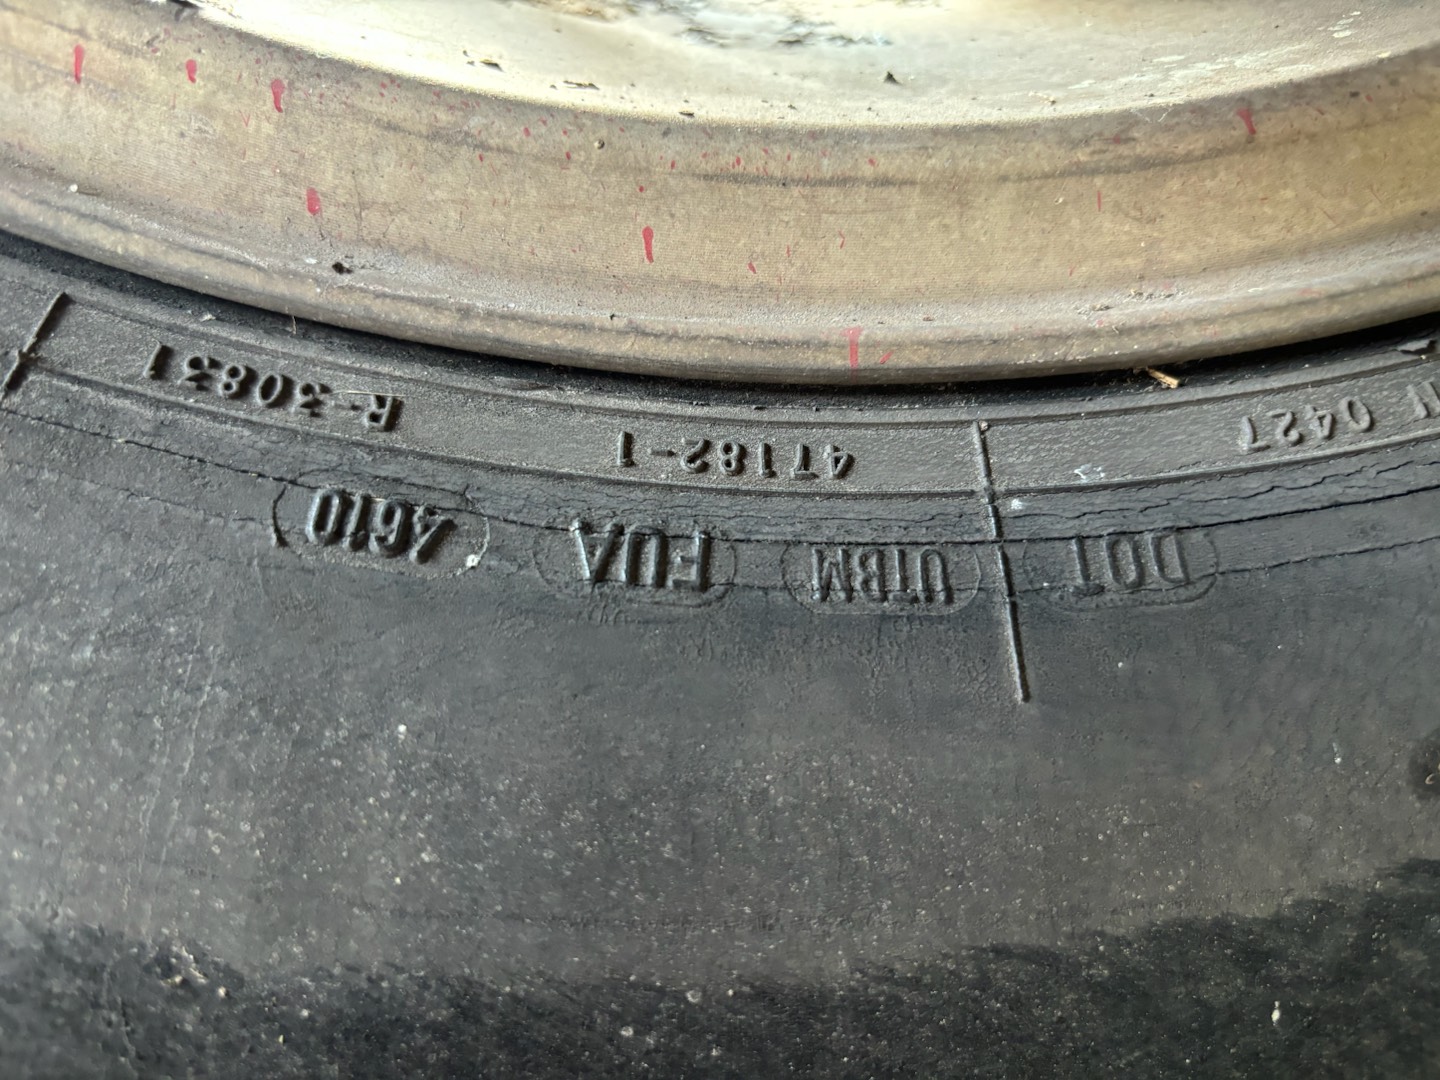 DOT UTBM FUA 4610
0427 4T182-1 R-30831